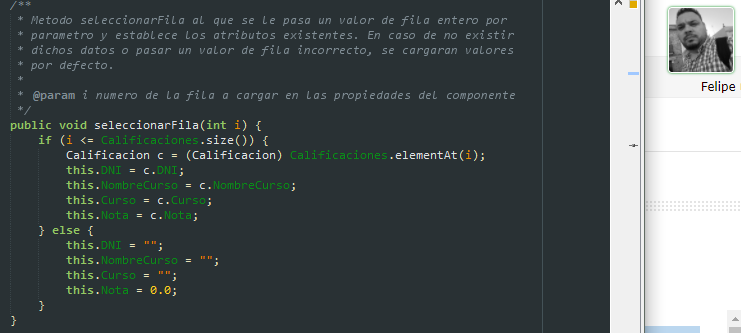 /**
* Metodo seleccionarFila al que se le pasa un valor de fila entero por
* parametro y establece los atributos existentes. En caso de no existir
* dichos datos o pasar un valor de fila incorrecto, se cargaran valores
* por defecto.
*
* @param i numero de la fila a cargar en las propiedades del componente
*/
public void seleccionarFila(int i) {
if (i <= Calificaciones.size()) {
Calificacion c = (Calificacion) Calificaciones.elementAt(i);
this.DNI = c.DNI;
this.NombreCurso = c.NombreCurso;
this.Curso = c.Curso;
this.Nota = c.Nota;
} else {
this.DNI = "";
this.NombreCurso = "";
this.Curso = "";
this.Nota = 0.0;
}
}
Felipe